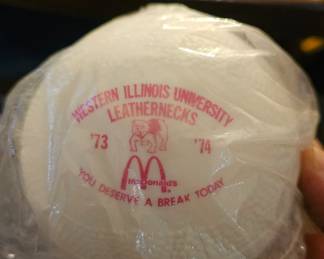 WESTERN ILLINOIS UNIVERSITY
LEATHERNECKS
'73 '74
McDonald's
YOU DESERVE A BREAK TODAY